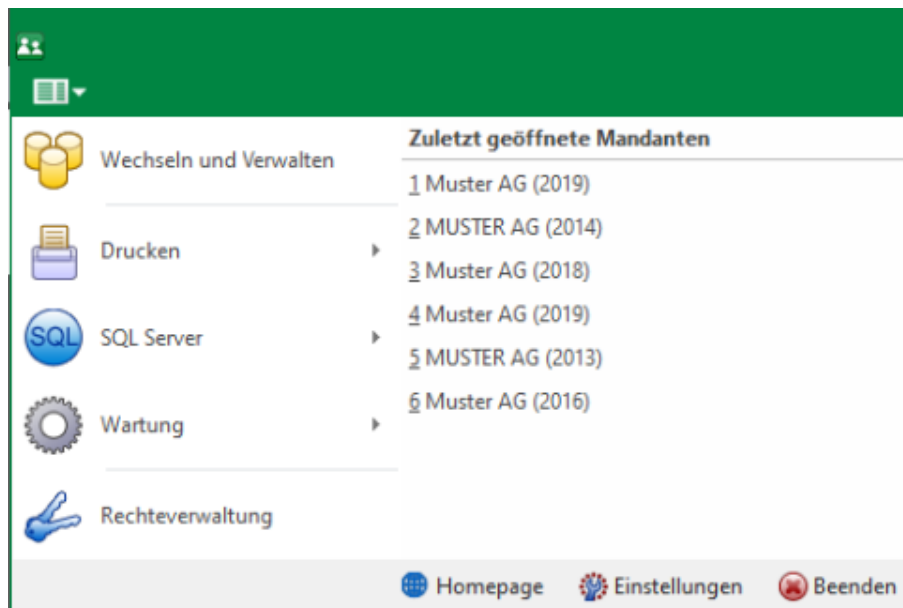 Wechseln und Verwalten
Drucken
SQL
SQL Server
Wartung
Rechteverwaltung
Zuletzt geöffnete Mandanten
1 Muster AG (2019)
2 MUSTER AG (2014)
3 Muster AG (2018)
4 Muster AG (2019)
5 MUSTER AG (2013)
6 Muster AG (2016)
Homepage Einstellungen Beenden